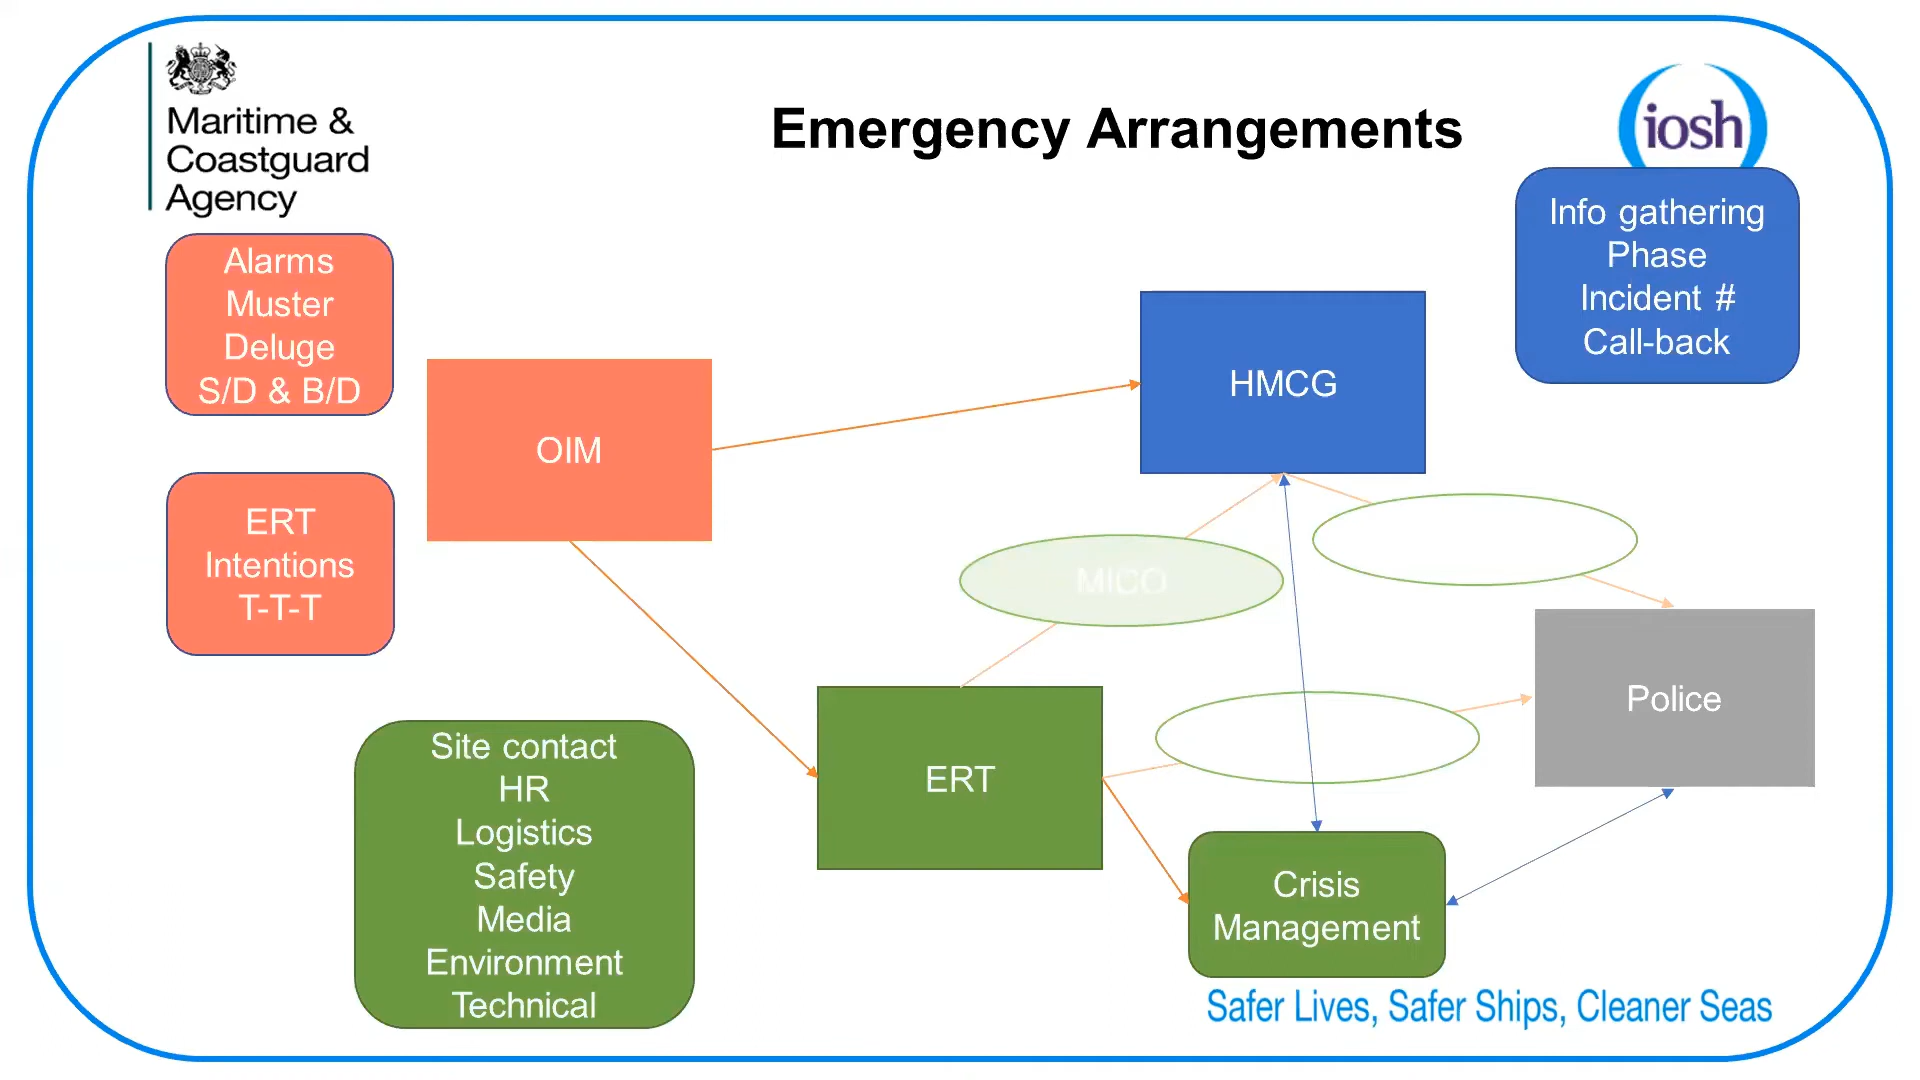 Maritime &
Coastguard
Agency
Emergency Arrangements
iosh
Info gathering
Phase
Incident #
Call-back
Alarms
Muster
Deluge
S/D & B/D
HMCG
OIM
ERT
Intentions
T-T-T
MICO
Police
Site contact
HR
Logistics
Safety
Media
Environment
Technical
ERT
Crisis
Management
Safer Lives, Safer Ships, Cleaner Seas